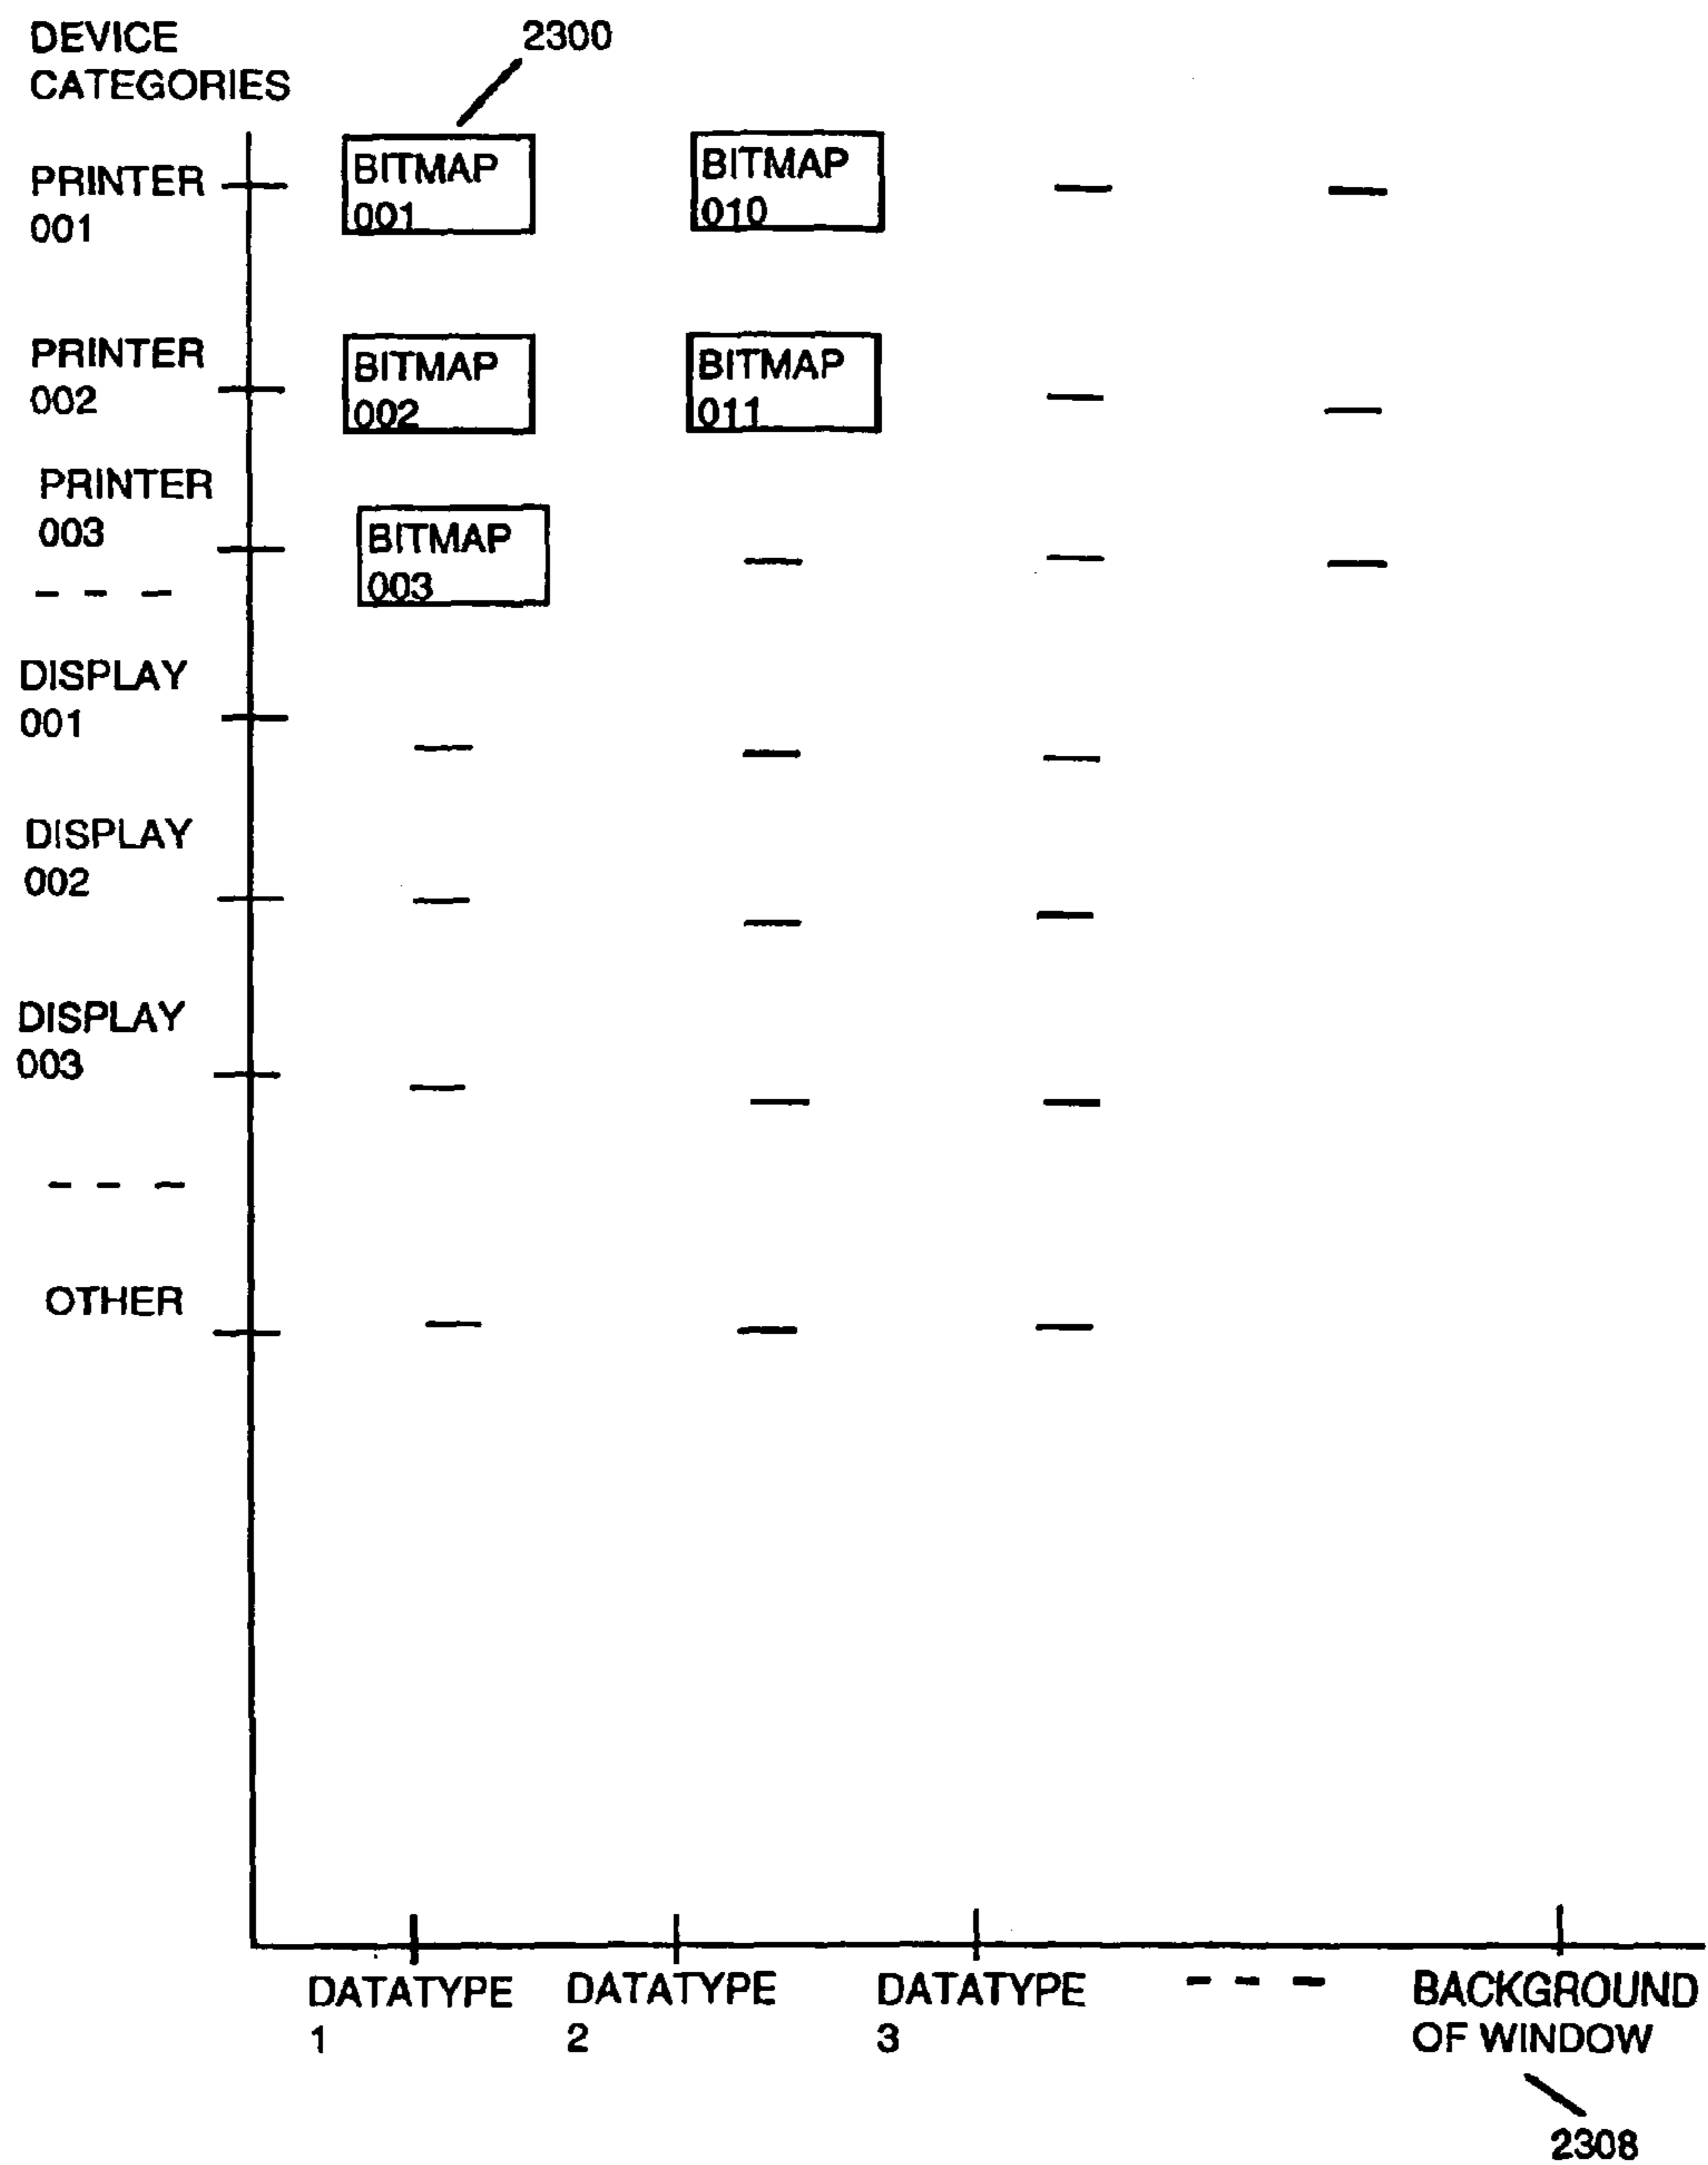 DEVICE
CATEGORIES
2300
PRINTER
001
BITMAP
001
BITMAP
010
PRINTER
002
BITMAP
002
BITMAP
011
PRINTER
003
BITMAP
003
DISPLAY
001
DISPLAY
002
DISPLAY
003
OTHER
DATATYPE
1
DATATYPE
2
DATATYPE
3
BACKGROUND
OF WINDOW
2308